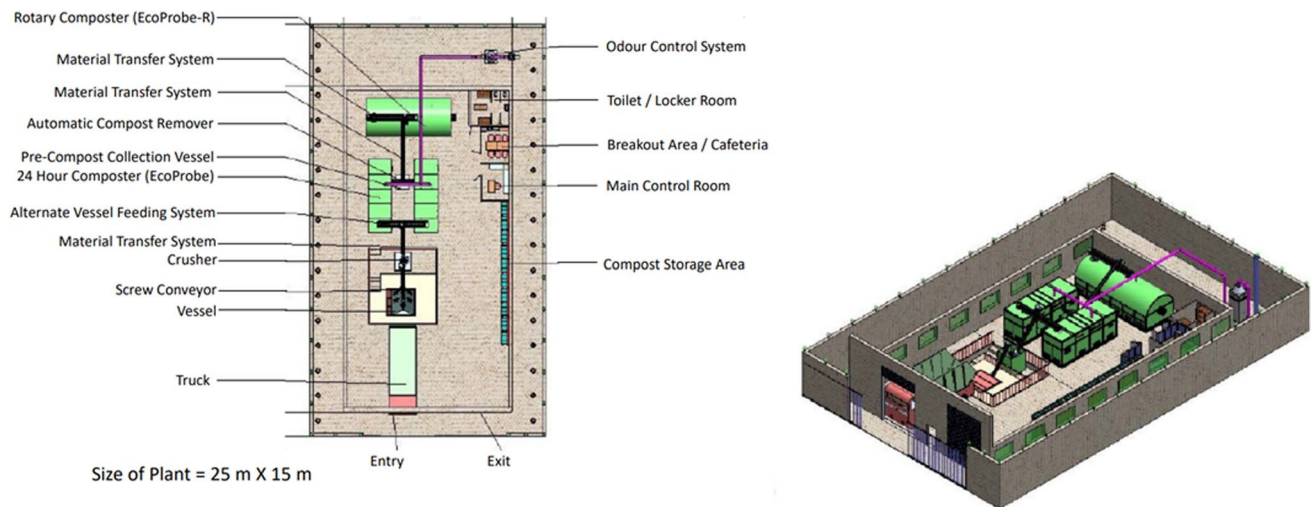 Rotary Composter (EcoProbe-R)
Material Transfer System
Material Transfer System
Automatic Compost Remover
Pre-Compost Collection Vessel
24 Hour Composter (EcoProbe)
Alternate Vessel Feeding System
Material Transfer System
Crusher
Screw Conveyor
Vessel
Truck
Odour Control System
Toilet / Locker Room
Breakout Area / Cafeteria
Main Control Room
Compost Storage Area
Entry
Exit
Size of Plant = 25 m X 15 m